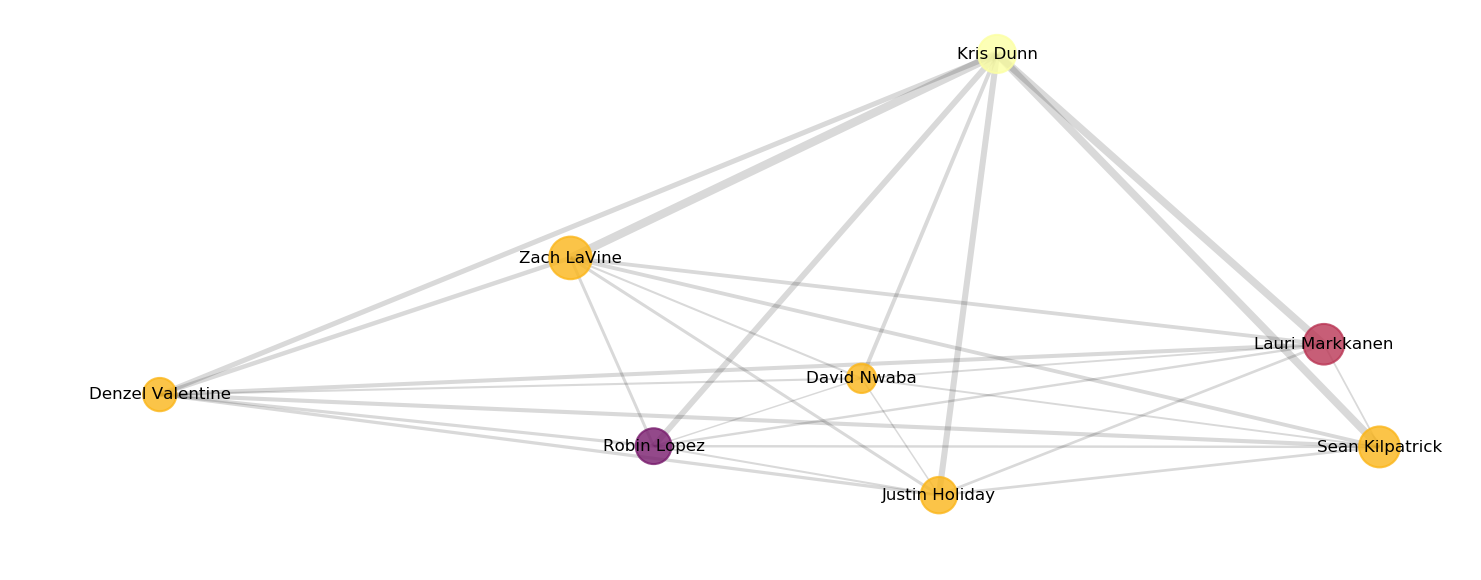 Kris Dunn
Zach LaVine
Lauri Markkanen
David Nwaba
Denzel Valentine
Robin Lopez
Sean Kilpatrick
Justin Holiday